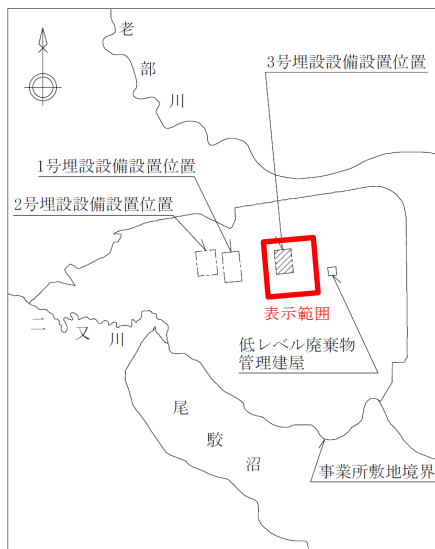 老部川
3号埋設設備設置位置
1号埋設設備設置位置
2号埋設設備設置位置
表示範囲
低レベル廃棄物
管理建屋
二又川
尾駮沼
事業所敷地境界